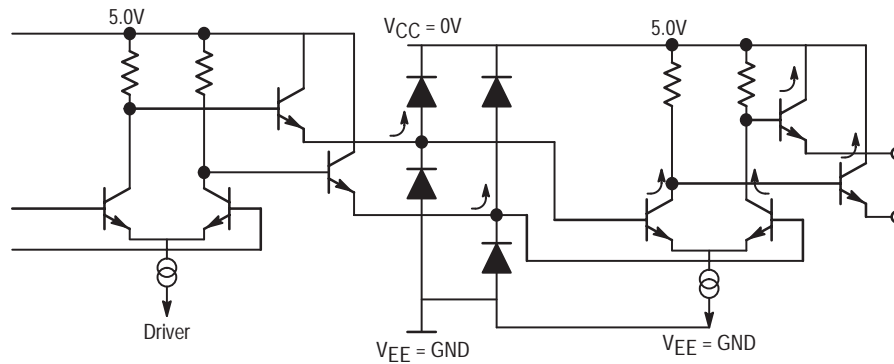 5.0V
VCC = 0V
5.0V
Driver
VEE = GND
VEE = GND